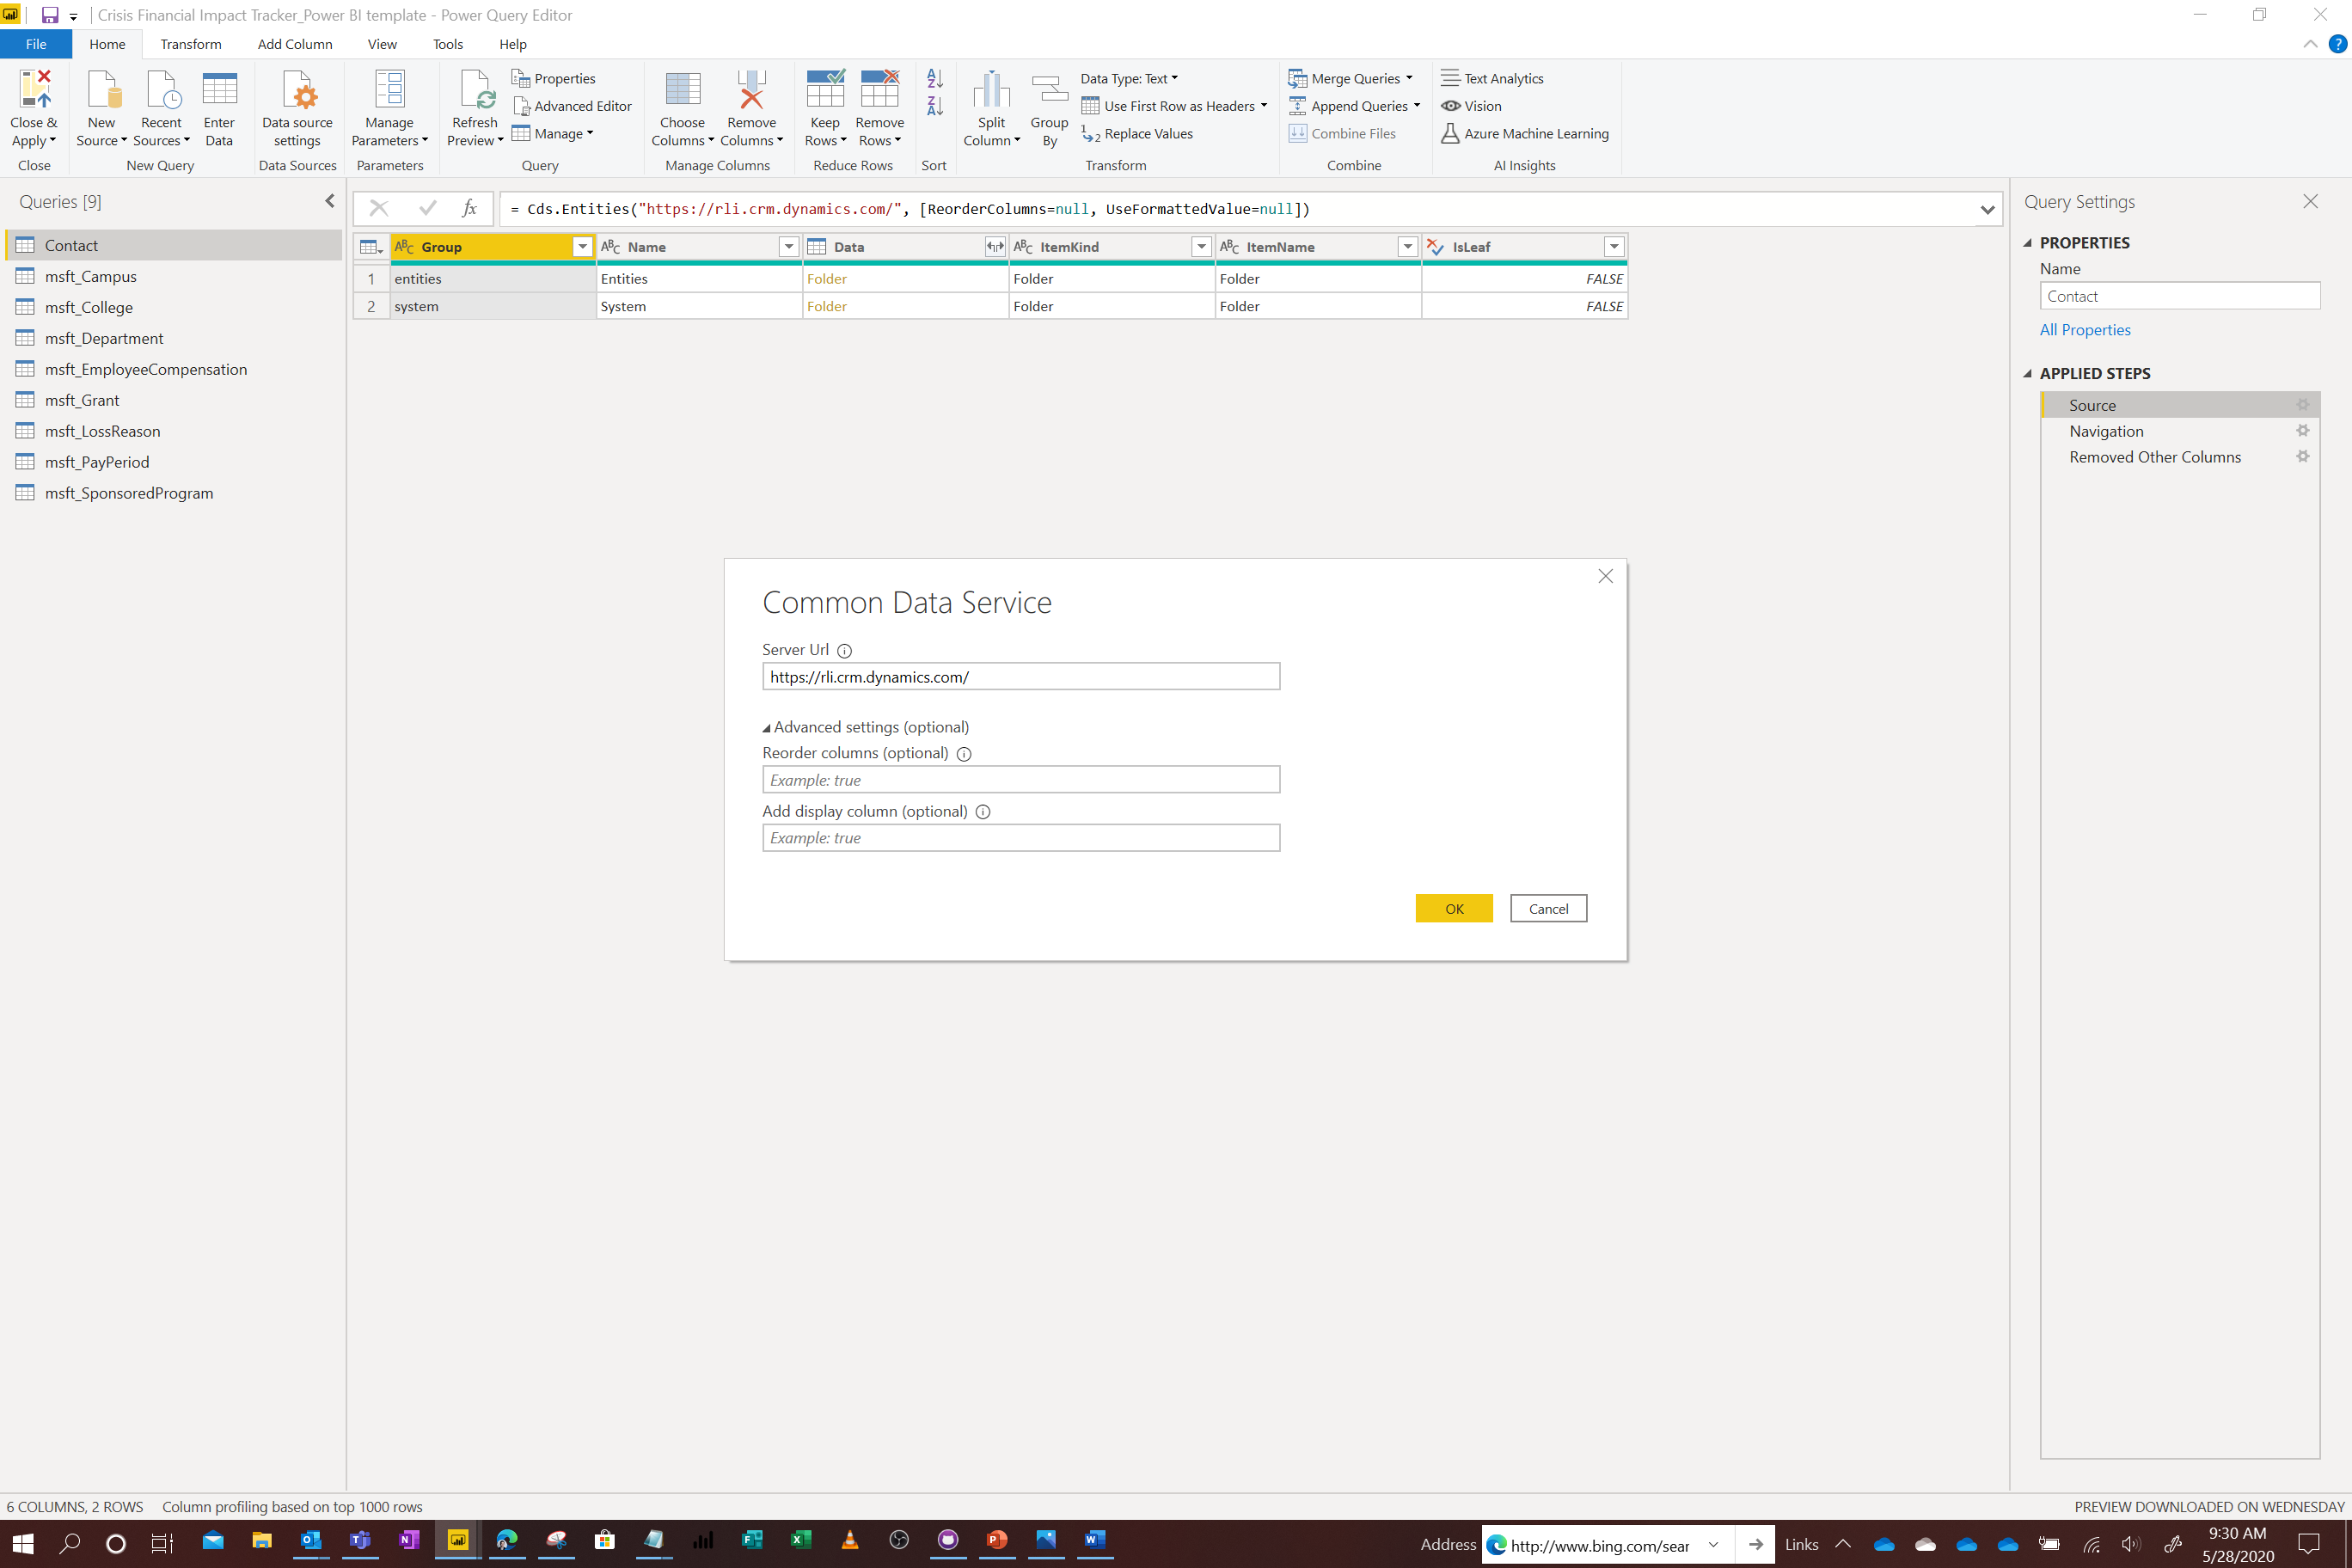 Crisis Financial Impact Tracker_Power BI template - Power Query Editor
File Home Transform Add Column View Tools Help
Close & Apply
Close
New Source
Recent Sources
Enter Data
New Query
Data source settings
Data Sources
Manage Parameters
Parameters
Refresh Preview
Properties
Advanced Editor
Manage
Query
Choose Columns
Remove Columns
Manage Columns
Keep Rows
Remove Rows
Reduce Rows
Sort
Split Column
Group By
Data Type: Text
Use First Row as Headers
Replace Values
Transform
Merge Queries
Append Queries
Combine Files
Combine
Text Analytics
Vision
Azure Machine Learning
AI Insights
Queries [9]
Contact
msft_Campus
msft_College
msft_Department
msft_EmployeeCompensation
msft_Grant
msft_LossReason
msft_PayPeriod
msft_SponsoredProgram
fx = Cds.Entities("https://rli.crm.dynamics.com/", [ReorderColumns=null, UseFormattedValue=null])
ABC Group ABC Name Data ABC ItemKind ABC ItemName IsLeaf
1 entities Entities Folder Folder Folder FALSE
2 system System Folder Folder Folder FALSE
Common Data Service
Server Url
https://rli.crm.dynamics.com/
Advanced settings (optional)
Reorder columns (optional)
Example: true
Add display column (optional)
Example: true
OK Cancel
Query Settings
PROPERTIES
Name
Contact
All Properties
APPLIED STEPS
Source
Navigation
Removed Other Columns
6 COLUMNS, 2 ROWS Column profiling based on top 1000 rows
PREVIEW DOWNLOADED ON WEDNESDAY
Address http://www.bing.com/sear Links
9:30 AM
5/28/2020